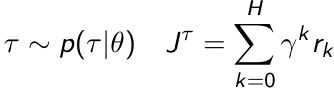 τ ∼ p(τ|θ)  J^τ = ∑_{k=0}^{H} γ^k r_k